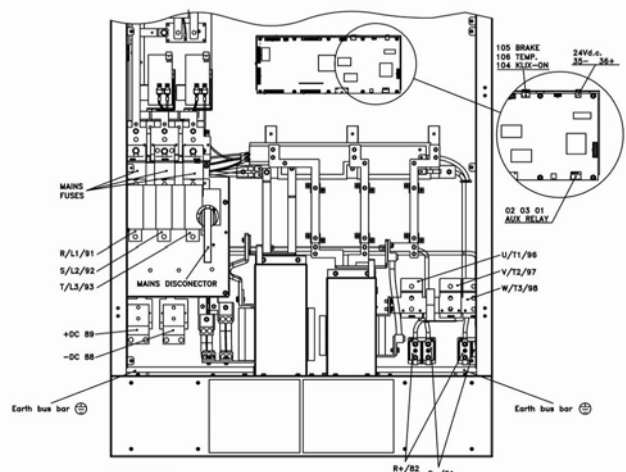 105 BRAKE
106 TEMP.
104 KLIX-ON
24Vd.c.
35- 36+
02 03 01
AUX RELAY
MAINS
FUSES
R/L1/91
S/L2/92
T/L3/93
MAINS DISCONECTOR
U/T1/96
V/T2/97
W/T3/98
+DC 89
-DC 88
Earth bus bar
Earth bus bar
R+/82